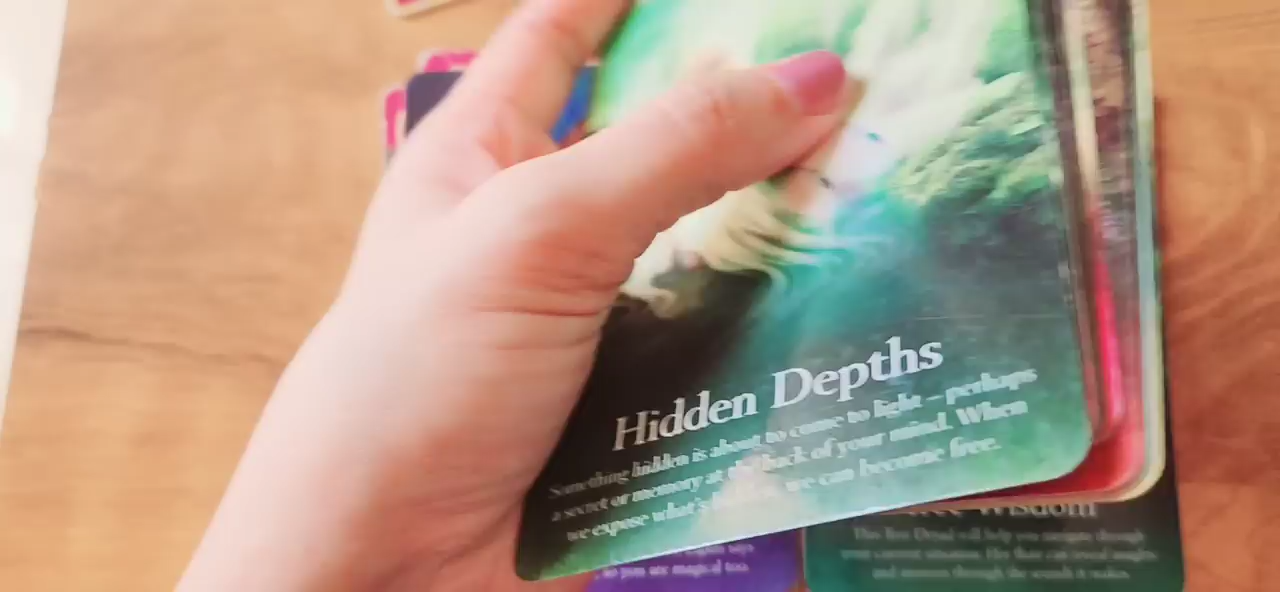 Hidden Depths
Something hidden is about to come to light – perhaps
a secret or memory at the back of your mind. When
we expose what's we can become free.
Wisdom
This Tree Dryad will help you navigate through
your current situation. Her flute can reveal
and answers through the sounds it makes.
says
so you are magical too.